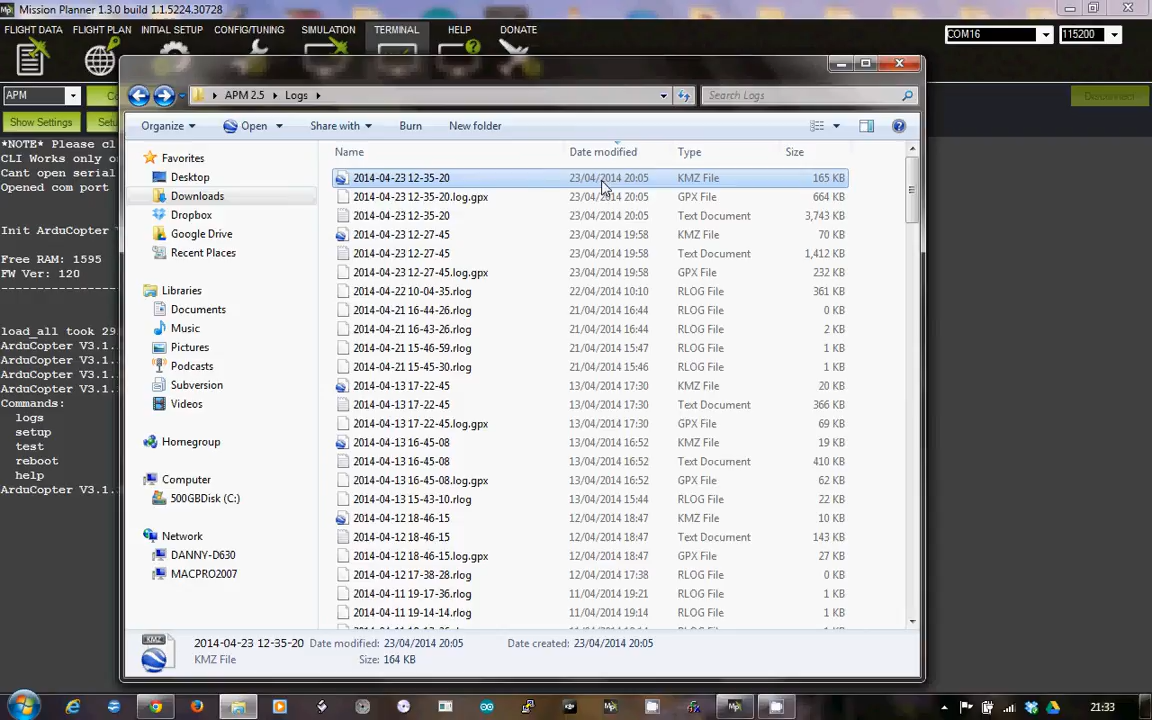 Mission Planner 1.3.0 build 1.1.5224.30728
FLIGHT DATA FLIGHT PLAN INITIAL SETUP CONFIG/TUNING SIMULATION TERMINAL HELP DONATE
COM16 115200
APM
Disconnect
Show Settings
*NOTE* Please cl
CLI Works only o
Cant open serial
Opened com port
Init ArduCopter V
Free RAM: 1595
FW Ver: 120
load_all took 29
ArduCopter V3.1.
ArduCopter V3.1.
ArduCopter V3.1.
ArduCopter V3.1.
Commands:
logs
setup
test
reboot
help
ArduCopter V3.1.
APM 2.5 Logs
Search Logs
Organize Open Share with Burn New folder
Favorites
Desktop
Downloads
Dropbox
Google Drive
Recent Places
Libraries
Documents
Music
Pictures
Podcasts
Subversion
Videos
Homegroup
Computer
500GBDisk (C:)
Network
DANNY-D630
MACPRO2007
Name Date modified Type Size
2014-04-23 12-35-20 23/04/2014 20:05 KMZ File 165 KB
2014-04-23 12-35-20.log.gpx 23/04/2014 20:05 GPX File 664 KB
2014-04-23 12-35-20 23/04/2014 20:05 Text Document 3,743 KB
2014-04-23 12-27-45 23/04/2014 19:58 KMZ File 70 KB
2014-04-23 12-27-45 23/04/2014 19:58 Text Document 1,412 KB
2014-04-23 12-27-45.log.gpx 23/04/2014 19:58 GPX File 232 KB
2014-04-22 10-04-35.rlog 22/04/2014 10:10 RLOG File 361 KB
2014-04-21 16-44-26.rlog 21/04/2014 16:44 RLOG File 0 KB
2014-04-21 16-43-26.rlog 21/04/2014 16:44 RLOG File 2 KB
2014-04-21 15-46-59.rlog 21/04/2014 15:47 RLOG File 1 KB
2014-04-21 15-45-30.rlog 21/04/2014 15:46 RLOG File 1 KB
2014-04-13 17-22-45 13/04/2014 17:30 KMZ File 20 KB
2014-04-13 17-22-45 13/04/2014 17:30 Text Document 366 KB
2014-04-13 17-22-45.log.gpx 13/04/2014 17:30 GPX File 69 KB
2014-04-13 16-45-08 13/04/2014 16:52 KMZ File 19 KB
2014-04-13 16-45-08 13/04/2014 16:52 Text Document 410 KB
2014-04-13 16-45-08.log.gpx 13/04/2014 16:52 GPX File 62 KB
2014-04-13 15-43-10.rlog 13/04/2014 15:44 RLOG File 22 KB
2014-04-12 18-46-15 12/04/2014 18:47 KMZ File 10 KB
2014-04-12 18-46-15 12/04/2014 18:47 Text Document 143 KB
2014-04-12 18-46-15.log.gpx 12/04/2014 18:47 GPX File 27 KB
2014-04-12 17-38-28.rlog 12/04/2014 17:38 RLOG File 0 KB
2014-04-11 19-17-36.rlog 11/04/2014 19:21 RLOG File 1 KB
2014-04-11 19-14-14.rlog 11/04/2014 19:14 RLOG File 1 KB
2014-04-23 12-35-20 Date modified: 23/04/2014 20:05 Date created: 23/04/2014 20:05
KMZ File Size: 164 KB
21:33